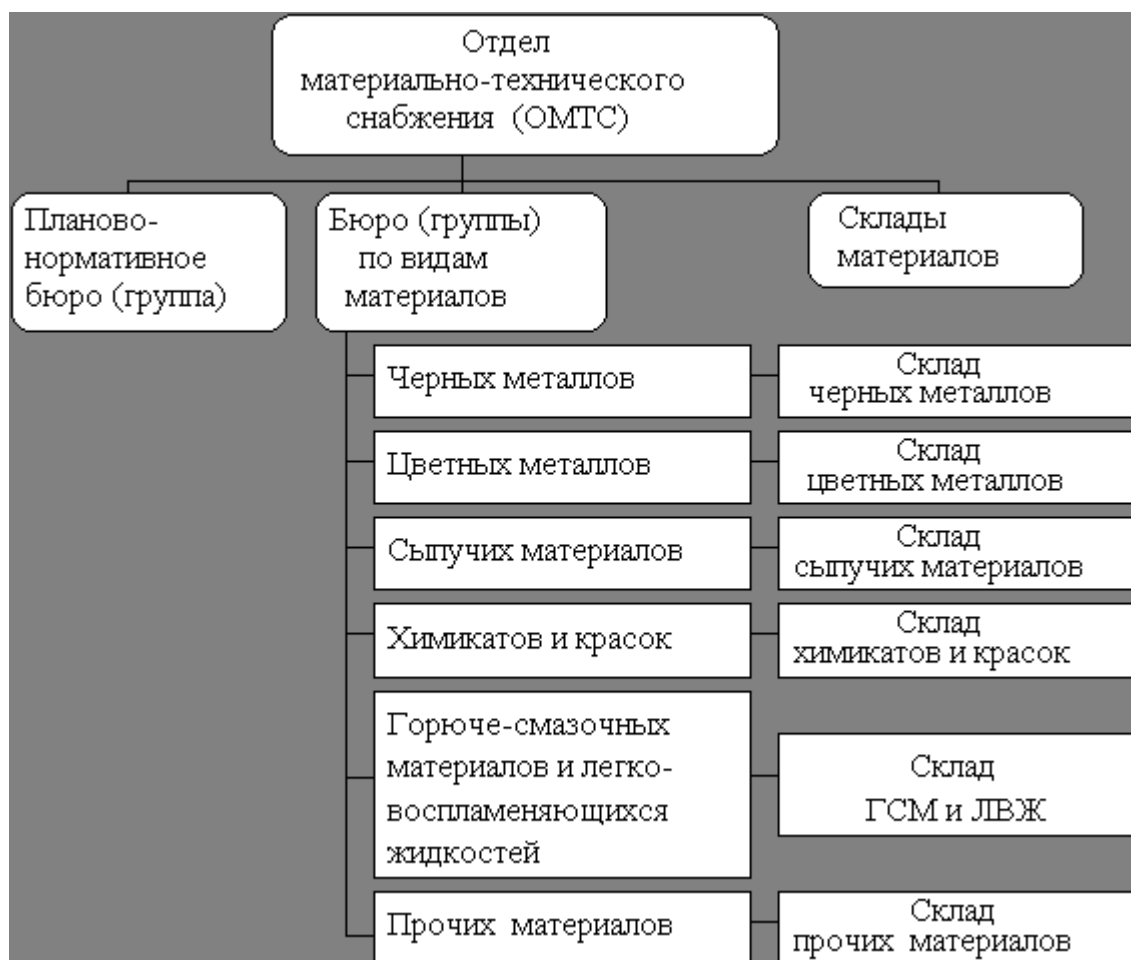 Отдел
материально-технического
снабжения (ОМТС)
Планово-
нормативное
бюро (группа)
Бюро (группы)
по видам
материалов
Склады
материалов
Черных металлов
Склад
черных металлов
Цветных металлов
Склад
цветных металлов
Сыпучих материалов
Склад
сыпучих материалов
Химикатов и красок
Склад
химикатов и красок
Горюче-смазочных
материалов и легко-
воспламеняющихся
жидкостей
Склад
ГСМ и ЛВЖ
Прочих материалов
Склад
прочих материалов